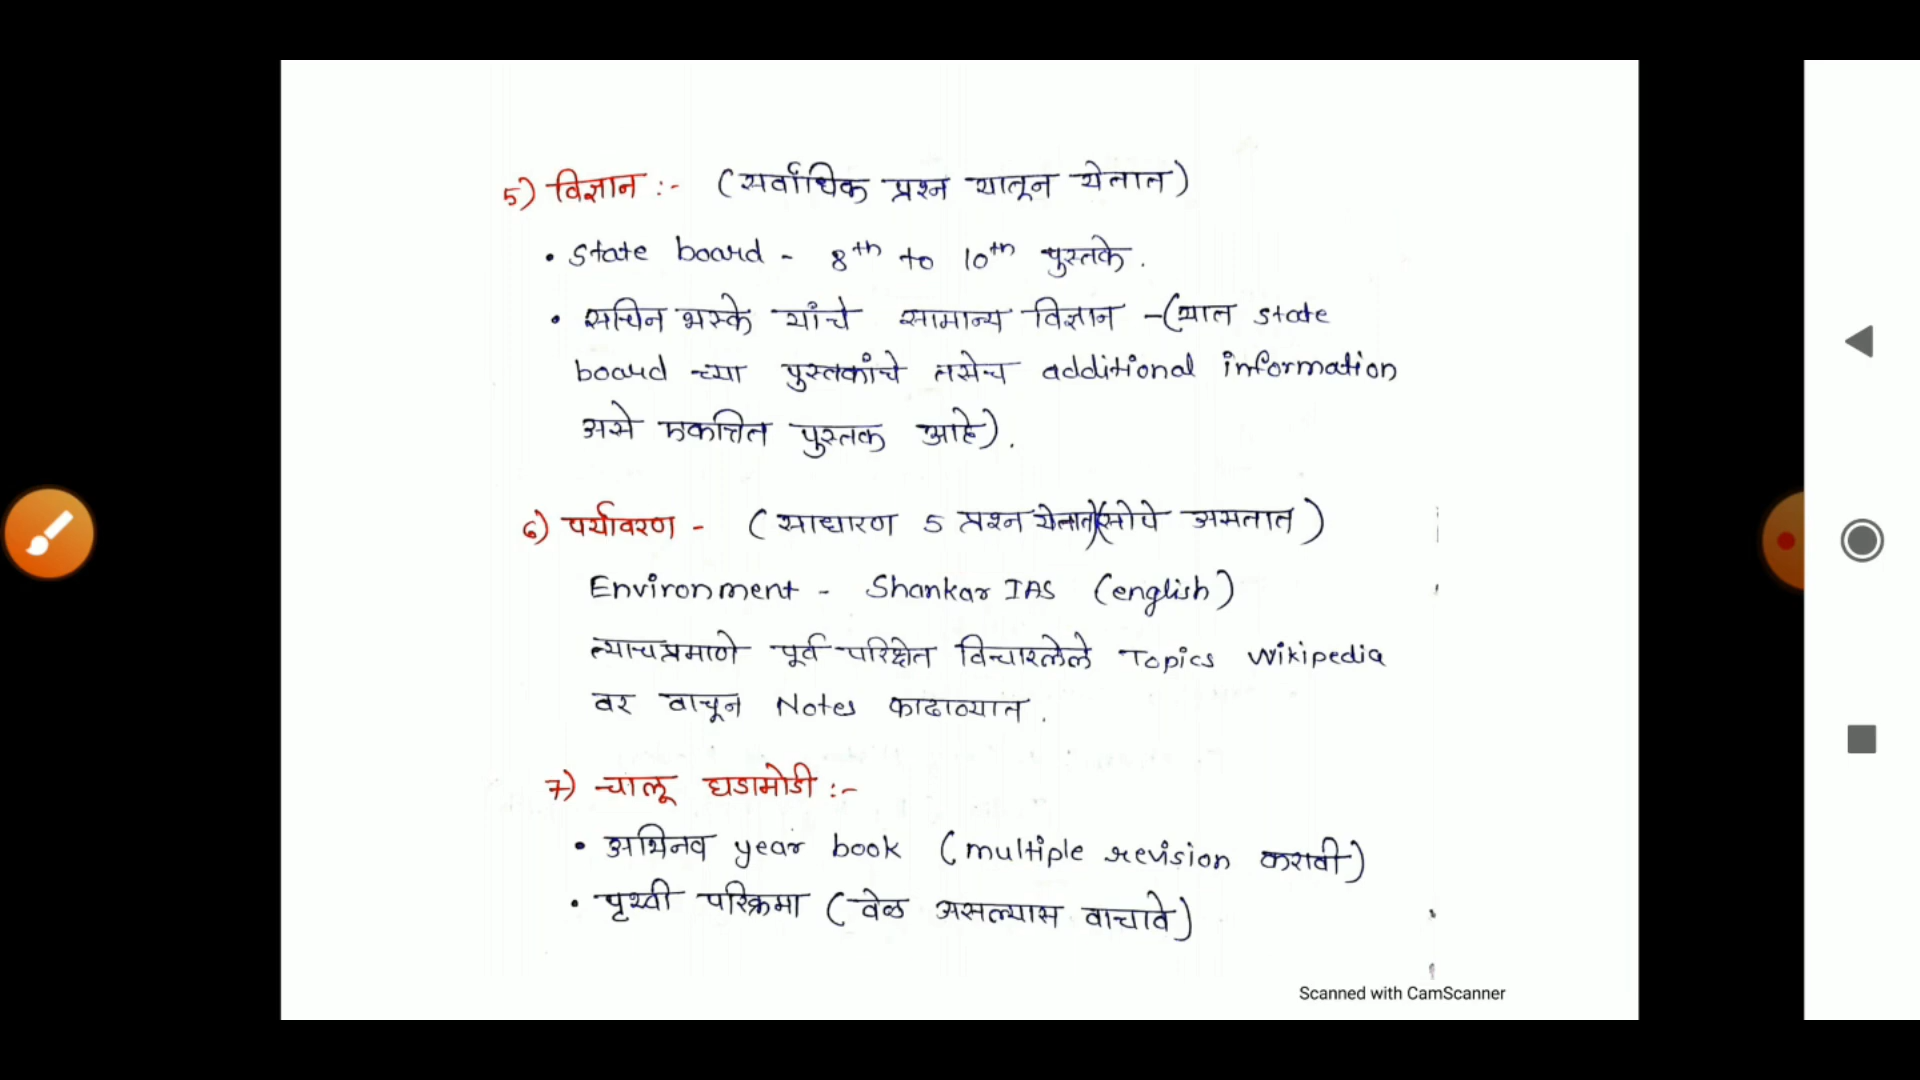 5) विज्ञान :- (सर्वाधिक प्रश्न यातून येतात)
• State board - 8th to 10th पुस्तके.
• सचिन भस्के यांचे सामान्य विज्ञान -(यात state
board च्या पुस्तकांचे तसेच additional information
असे एकत्रित पुस्तक आहे).
6) पर्यावरण - (साधारण 5 प्रश्न येतात)(सोपे असतात)
Environment - Shankar IAS (english)
त्याचप्रमाणे पूर्व परिक्षेत विचारलेले Topics Wikipedia
वर वाचून Notes काढाव्यात.
7) चालू घडामोडी :-
• अभिनव year book (multiple revision करावी)
• पृथ्वी परिक्रमा (वेळ असल्यास वाचावे)
Scanned with CamScanner